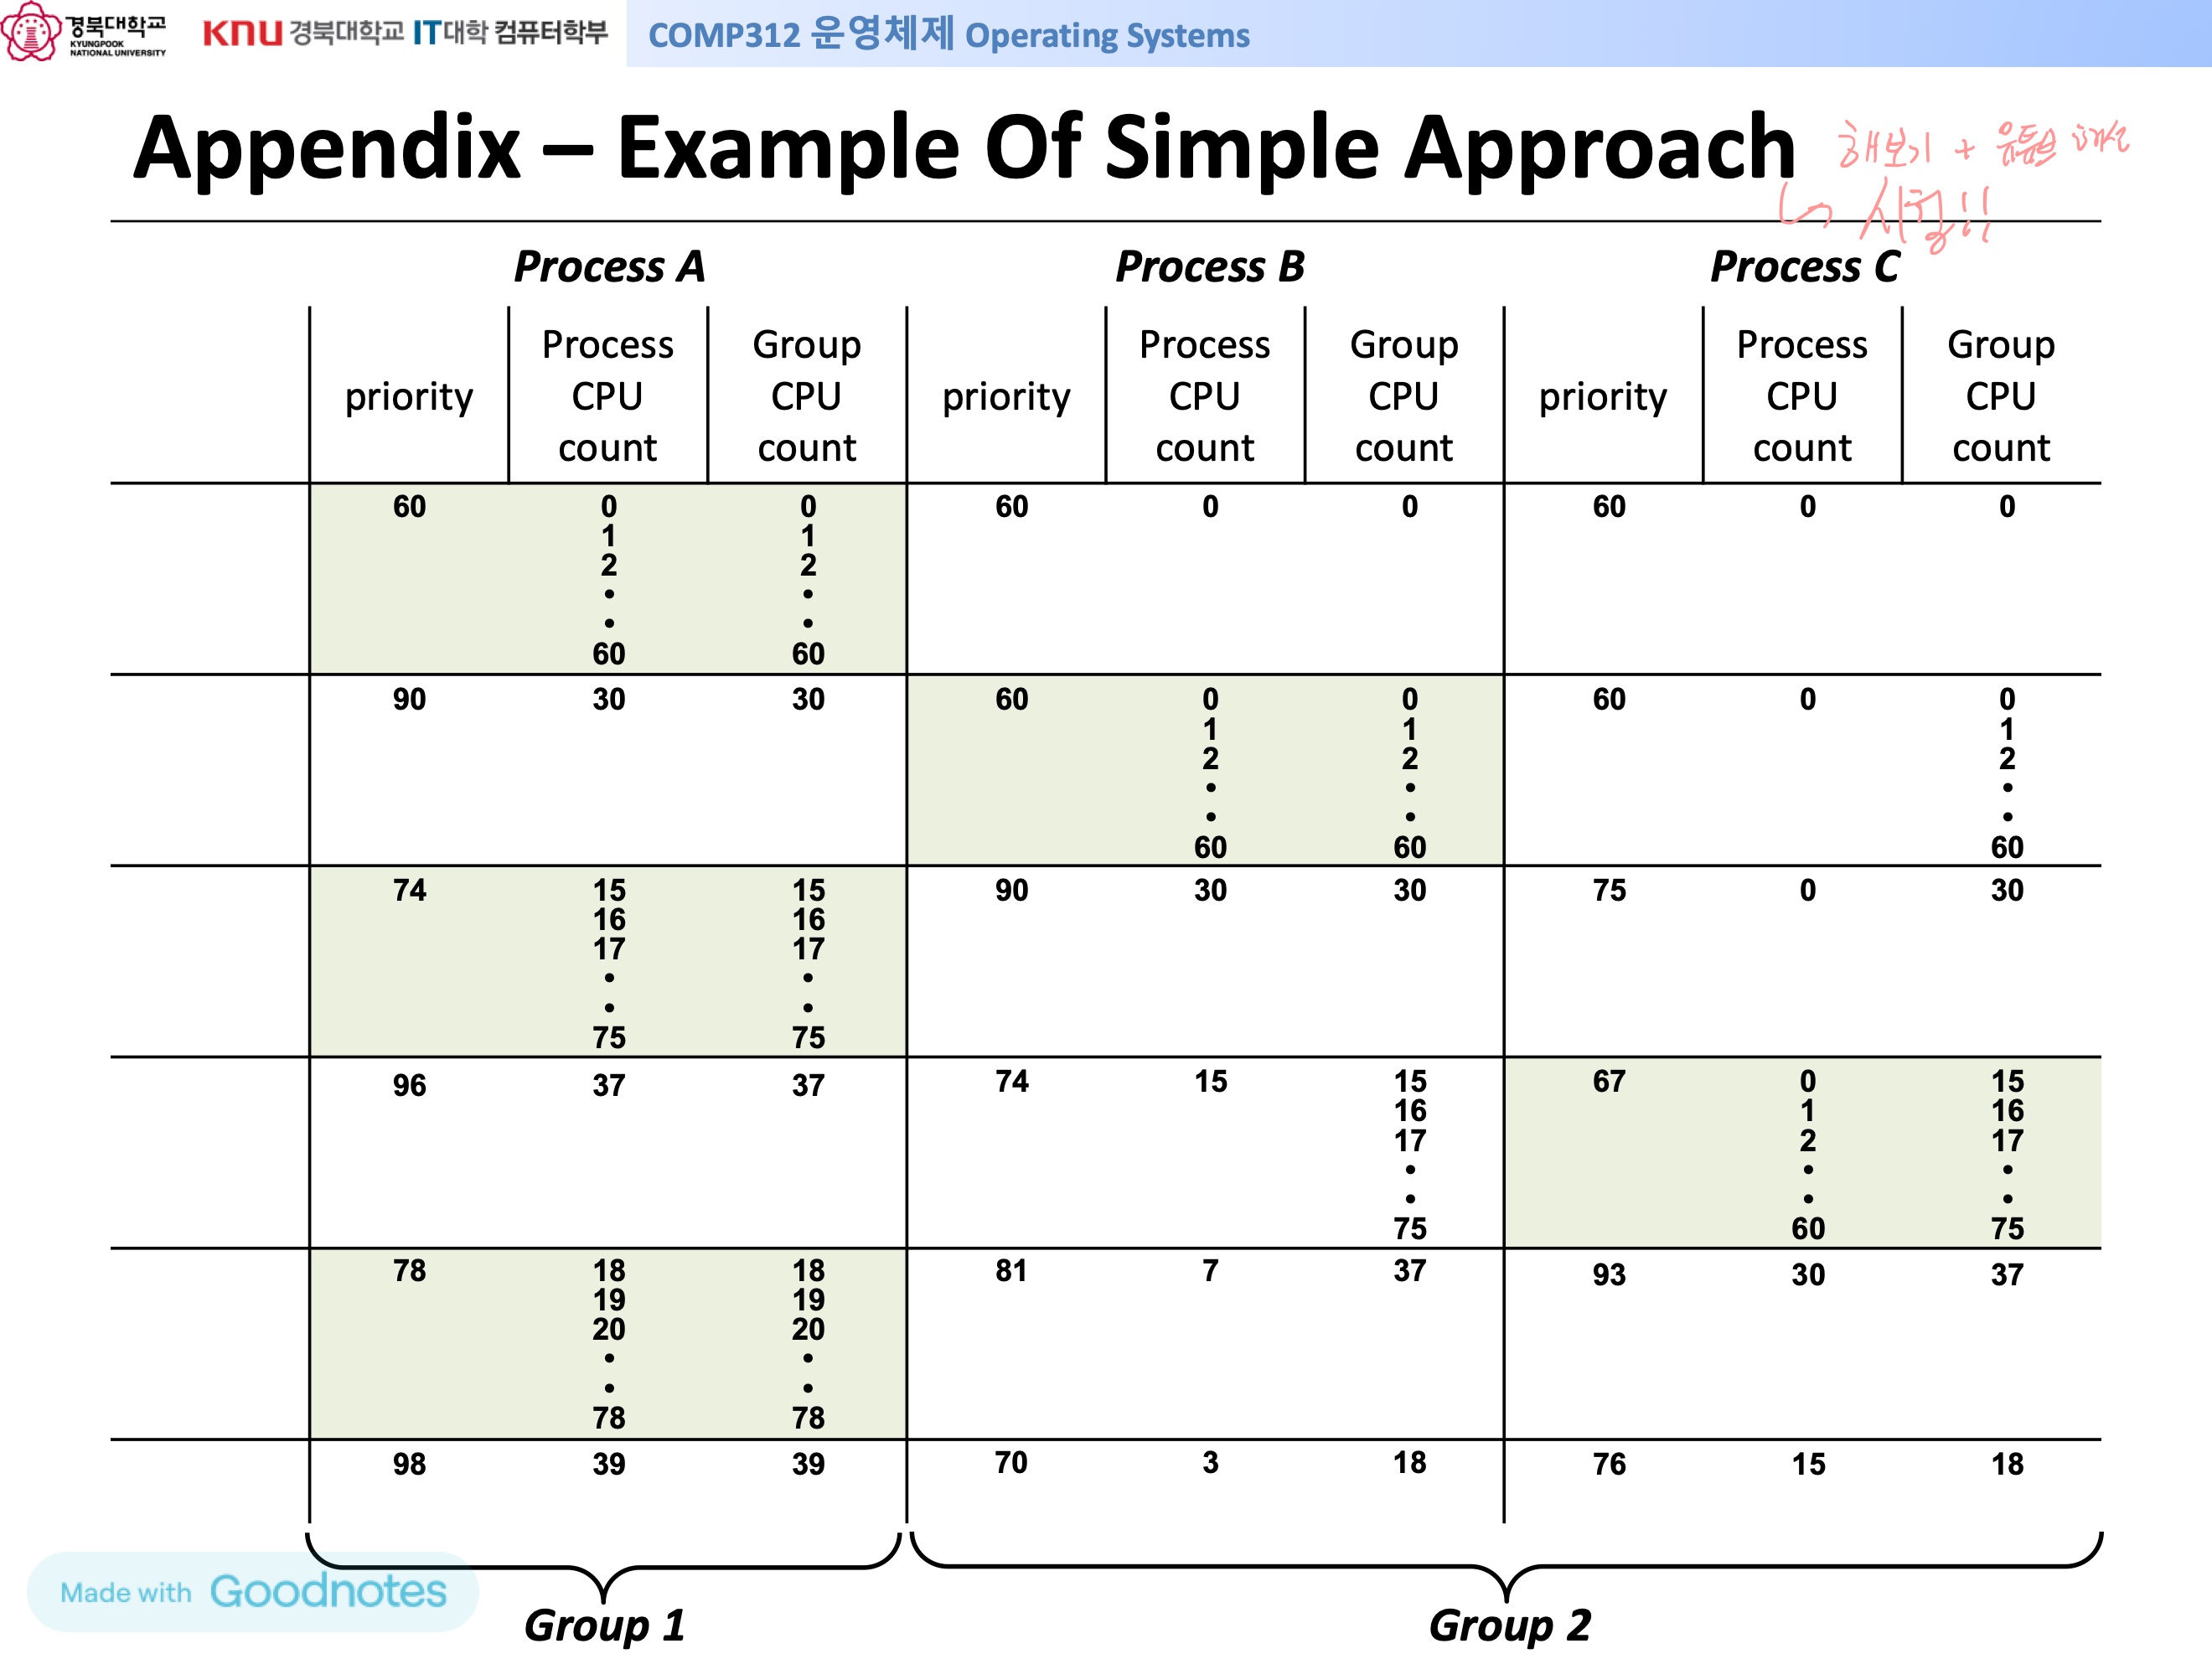 경북대학교
KYUNGPOOK
NATIONAL UNIVERSITY
KNU 경북대학교 IT대학 컴퓨터학부
COMP312 운영체제 Operating Systems
Appendix – Example Of Simple Approach
해보기 +
↳ 시험!!
Process A Process B Process C
priority Process CPU count Group CPU count priority Process CPU count Group CPU count priority Process CPU count Group CPU count
60 0 0 60 0 0 60 0 0
1 1
2 2
• •
• •
60 60
90 30 30 60 0 0 60 0 0
1 1 1
2 2 2
• • •
• • •
60 60 60
74 15 15 90 30 30 75 0 30
16 16
17 17
• •
• •
75 75
96 37 37 74 15 15 67 0 15
16 1 16
17 2 17
• • •
• • •
75 60 75
78 18 18 81 7 37 93 30 37
19 19
20 20
• •
• •
78 78
98 39 39 70 3 18 76 15 18
Made with Goodnotes
Group 1 Group 2